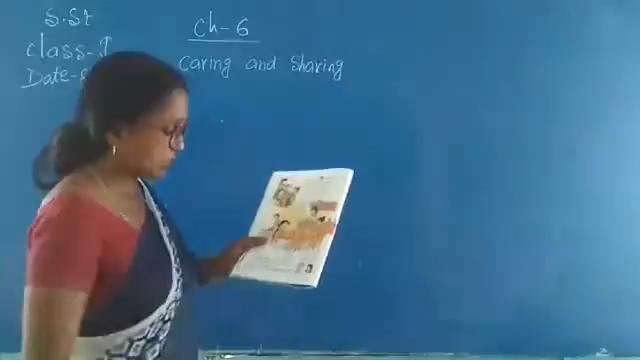 S.St
Class-I
Date-
Ch-6
Caring and Sharing